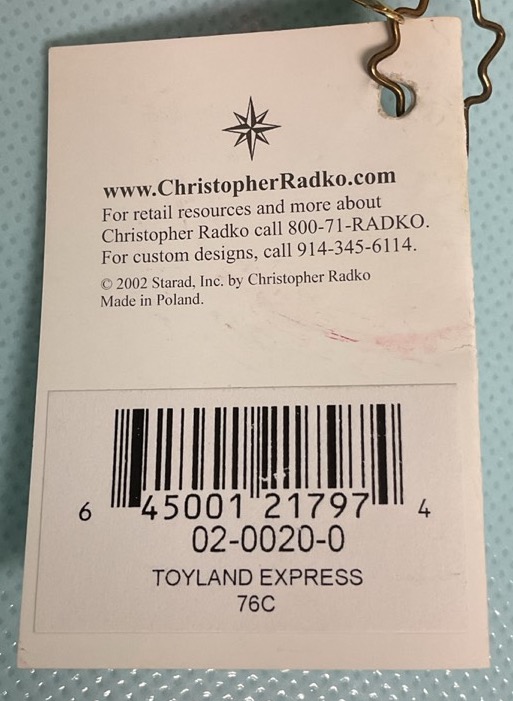 www.ChristopherRadko.com
For retail resources and more about
Christopher Radko call 800-71-RADKO.
For custom designs, call 914-345-6114.
© 2002 Starad, Inc. by Christopher Radko
Made in Poland.
6 45001 21797 4
02-0020-0
TOYLAND EXPRESS
76C